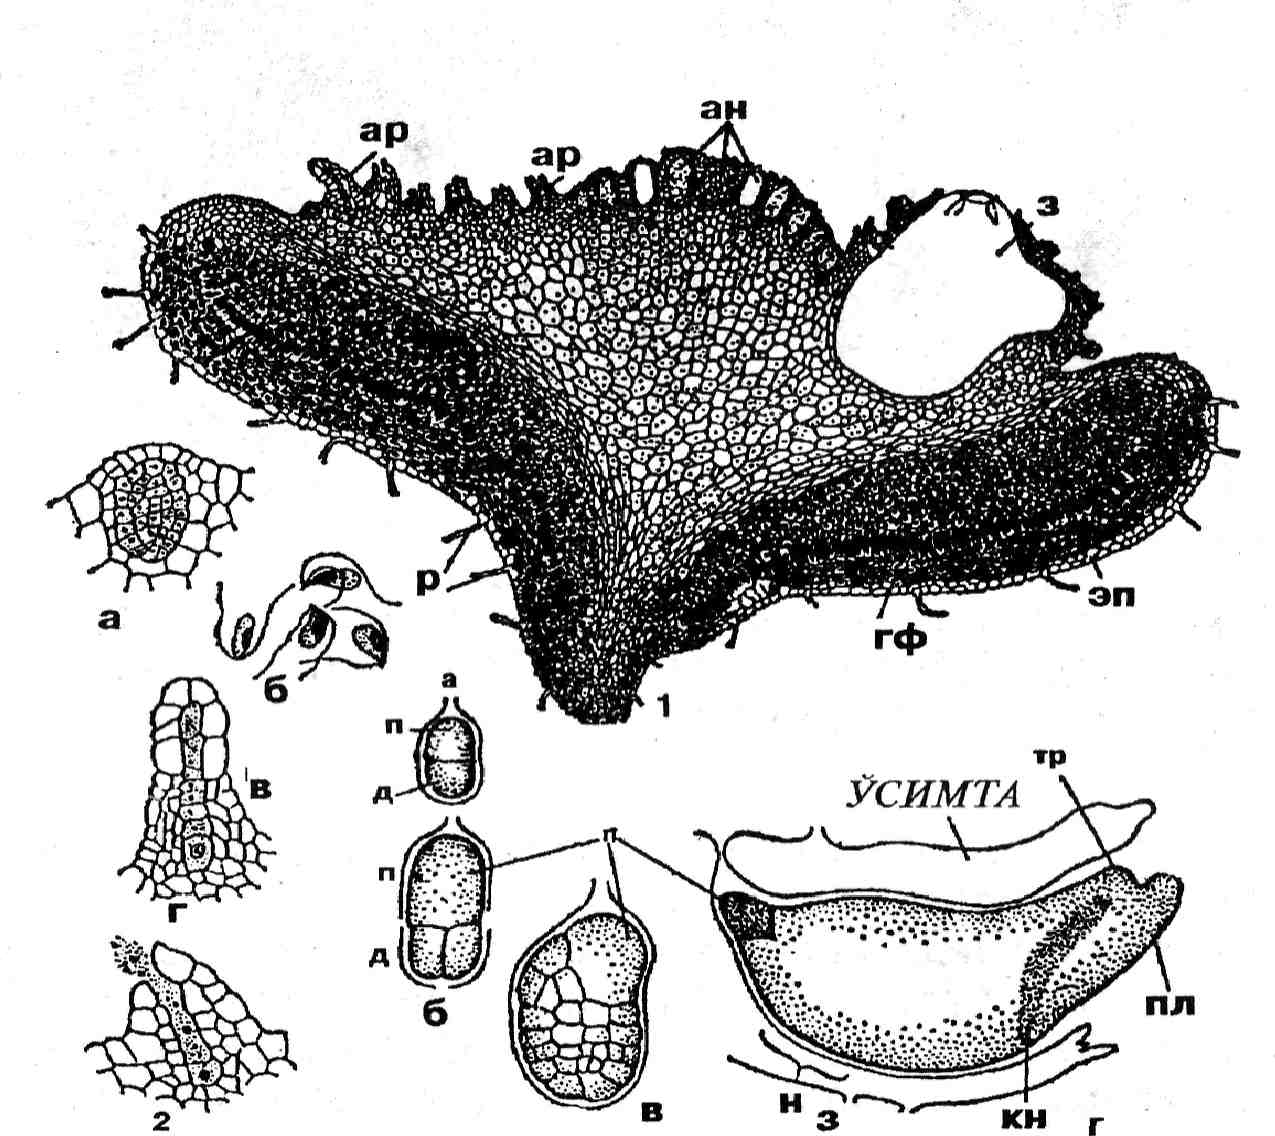 ан
ар
ар
з
р
эп
гф
а
б
1
а
п
д
в
г
тр
ЎСИМТА
п
п
д
б
пл
2
в
н
з
кн
г